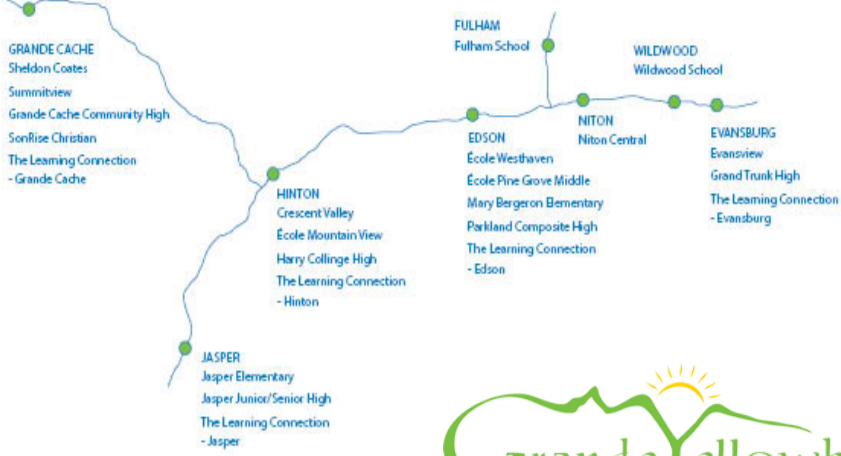 GRANDE CACHE
Sheldon Coates
Summitview
Grande Cache Community High
SonRise Christian
The Learning Connection
- Grande Cache
HINTON
Crescent Valley
École Mountain View
Harry Collinge High
The Learning Connection
- Hinton
JASPER
Jasper Elementary
Jasper Junior/Senior High
The Learning Connection
- Jasper
FULHAM
Fulham School
EDSON
École Westhaven
École Pine Grove Middle
Mary Bergeron Elementary
Parkland Composite High
The Learning Connection
- Edson
NITON
Niton Central
WILDWOOD
Wildwood School
EVANSBURG
Evansview
Grand Trunk High
The Learning Connection
- Evansburg